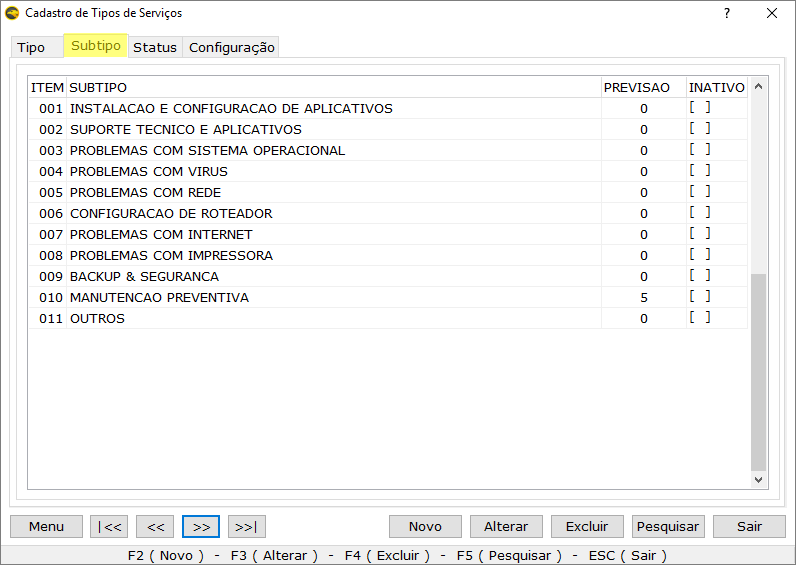 Cadastro de Tipos de Serviços ?
Tipo Subtipo Status Configuração
ITEM SUBTIPO PREVISAO INATIVO
001 INSTALACAO E CONFIGURACAO DE APLICATIVOS 0 [ ]
002 SUPORTE TECNICO E APLICATIVOS 0 [ ]
003 PROBLEMAS COM SISTEMA OPERACIONAL 0 [ ]
004 PROBLEMAS COM VIRUS 0 [ ]
005 PROBLEMAS COM REDE 0 [ ]
006 CONFIGURACAO DE ROTEADOR 0 [ ]
007 PROBLEMAS COM INTERNET 0 [ ]
008 PROBLEMAS COM IMPRESSORA 0 [ ]
009 BACKUP & SEGURANCA 0 [ ]
010 MANUTENCAO PREVENTIVA 5 [ ]
011 OUTROS 0 [ ]
Menu |<< << >> >>| Novo Alterar Excluir Pesquisar Sair
F2 ( Novo ) - F3 ( Alterar ) - F4 ( Excluir ) - F5 ( Pesquisar ) - ESC ( Sair )